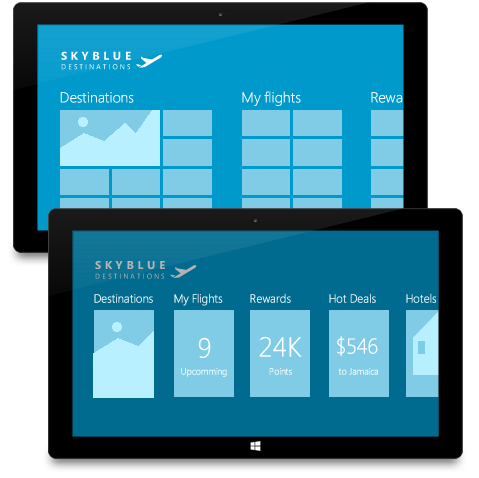 SKYBLUE
DESTINATIONS
Destinations
My flights
Rewa
SKYBLUE
DESTINATIONS
Destinations
My Flights
Rewards
Hot Deals
Hotels
9
Upcomming
24K
Points
$546
to Jamaica